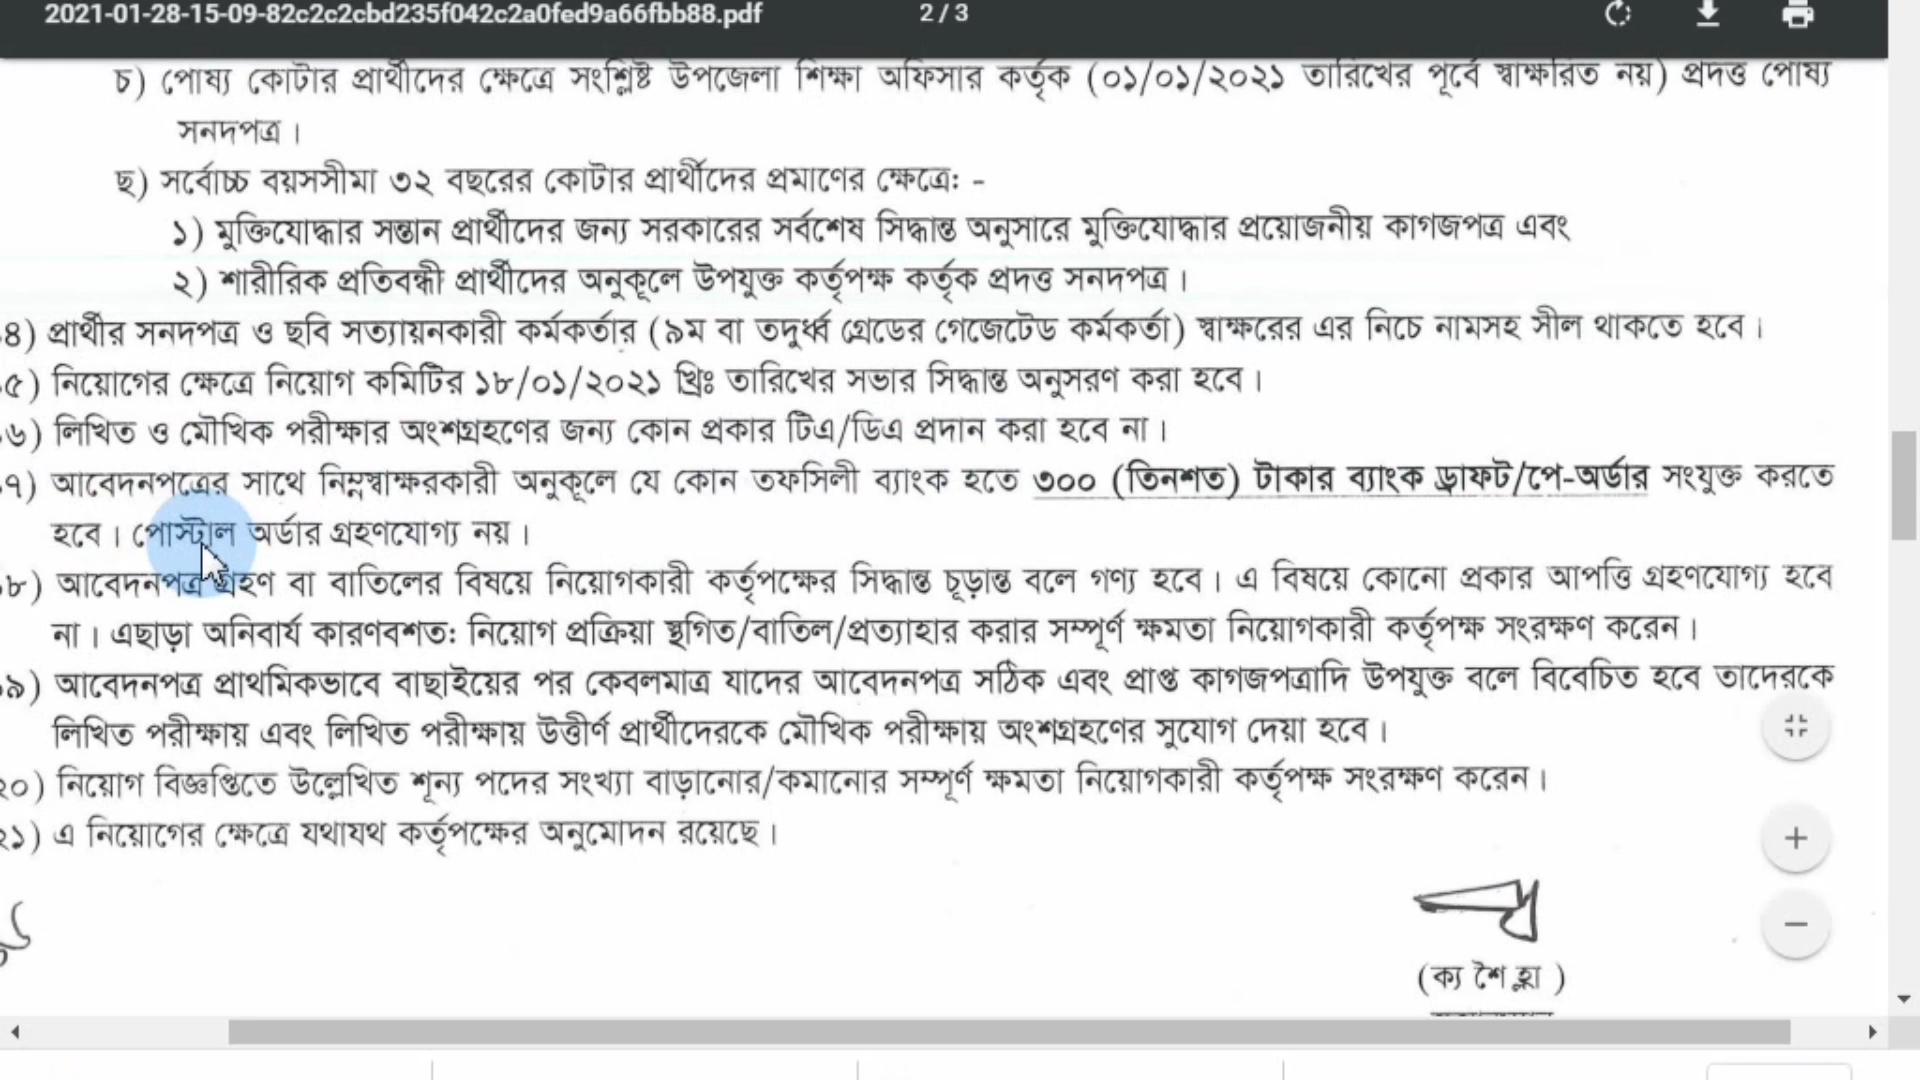 2021-01-28-15-09-82c2c2cbd235f042c2a0fed9a66fbb88.pdf 2 / 3
চ) পোষ্য কোটার প্রার্থীদের ক্ষেত্রে সংশ্লিষ্ট উপজেলা শিক্ষা অফিসার কর্তৃক (০১/০১/২০২১ তারিখের পূর্বে স্বাক্ষরিত নয়) প্রদত্ত পোষ্য
সনদপত্র।
ছ) সর্বোচ্চ বয়সসীমা ৩২ বছরের কোটার প্রার্থীদের প্রমাণের ক্ষেত্রে: -
১) মুক্তিযোদ্ধার সন্তান প্রার্থীদের জন্য সরকারের সর্বশেষ সিদ্ধান্ত অনুসারে মুক্তিযোদ্ধার প্রয়োজনীয় কাগজপত্র এবং
২) শারীরিক প্রতিবন্ধী প্রার্থীদের অনুকূলে উপযুক্ত কর্তৃপক্ষ কর্তৃক প্রদত্ত সনদপত্র।
৪) প্রার্থীর সনদপত্র ও ছবি সত্যায়নকারী কর্মকর্তার (৯ম বা তদুর্ধ্ব গ্রেডের গেজেটেড কর্মকর্তা) স্বাক্ষরের এর নিচে নামসহ সীল থাকতে হবে।
৫) নিয়োগের ক্ষেত্রে নিয়োগ কমিটির ১৮/০১/২০২১ খ্রিঃ তারিখের সভার সিদ্ধান্ত অনুসরণ করা হবে।
৬) লিখিত ও মৌখিক পরীক্ষার অংশগ্রহণের জন্য কোন প্রকার টিএ/ডিএ প্রদান করা হবে না।
৭) আবেদনপত্রের সাথে নিম্নস্বাক্ষরকারী অনুকূলে যে কোন তফসিলী ব্যাংক হতে ৩০০ (তিনশত) টাকার ব্যাংক ড্রাফট/পে-অর্ডার সংযুক্ত করতে
হবে। পোস্টাল অর্ডার গ্রহণযোগ্য নয়।
৮) আবেদনপত্র গ্রহণ বা বাতিলের বিষয়ে নিয়োগকারী কর্তৃপক্ষের সিদ্ধান্ত চূড়ান্ত বলে গণ্য হবে। এ বিষয়ে কোনো প্রকার আপত্তি গ্রহণযোগ্য হবে
না। এছাড়া অনিবার্য কারণবশত: নিয়োগ প্রক্রিয়া স্থগিত/বাতিল/প্রত্যাহার করার সম্পূর্ণ ক্ষমতা নিয়োগকারী কর্তৃপক্ষ সংরক্ষণ করেন।
৯) আবেদনপত্র প্রাথমিকভাবে বাছাইয়ের পর কেবলমাত্র যাদের আবেদনপত্র সঠিক এবং প্রাপ্ত কাগজপত্রাদি উপযুক্ত বলে বিবেচিত হবে তাদেরকে
লিখিত পরীক্ষায় এবং লিখিত পরীক্ষায় উত্তীর্ণ প্রার্থীদেরকে মৌখিক পরীক্ষায় অংশগ্রহণের সুযোগ দেয়া হবে।
২০) নিয়োগ বিজ্ঞপ্তিতে উল্লেখিত শূন্য পদের সংখ্যা বাড়ানোর/কমানোর সম্পূর্ণ ক্ষমতা নিয়োগকারী কর্তৃপক্ষ সংরক্ষণ করেন।
২১) এ নিয়োগের ক্ষেত্রে যথাযথ কর্তৃপক্ষের অনুমোদন রয়েছে।
(ক্য শৈ হ্লা )